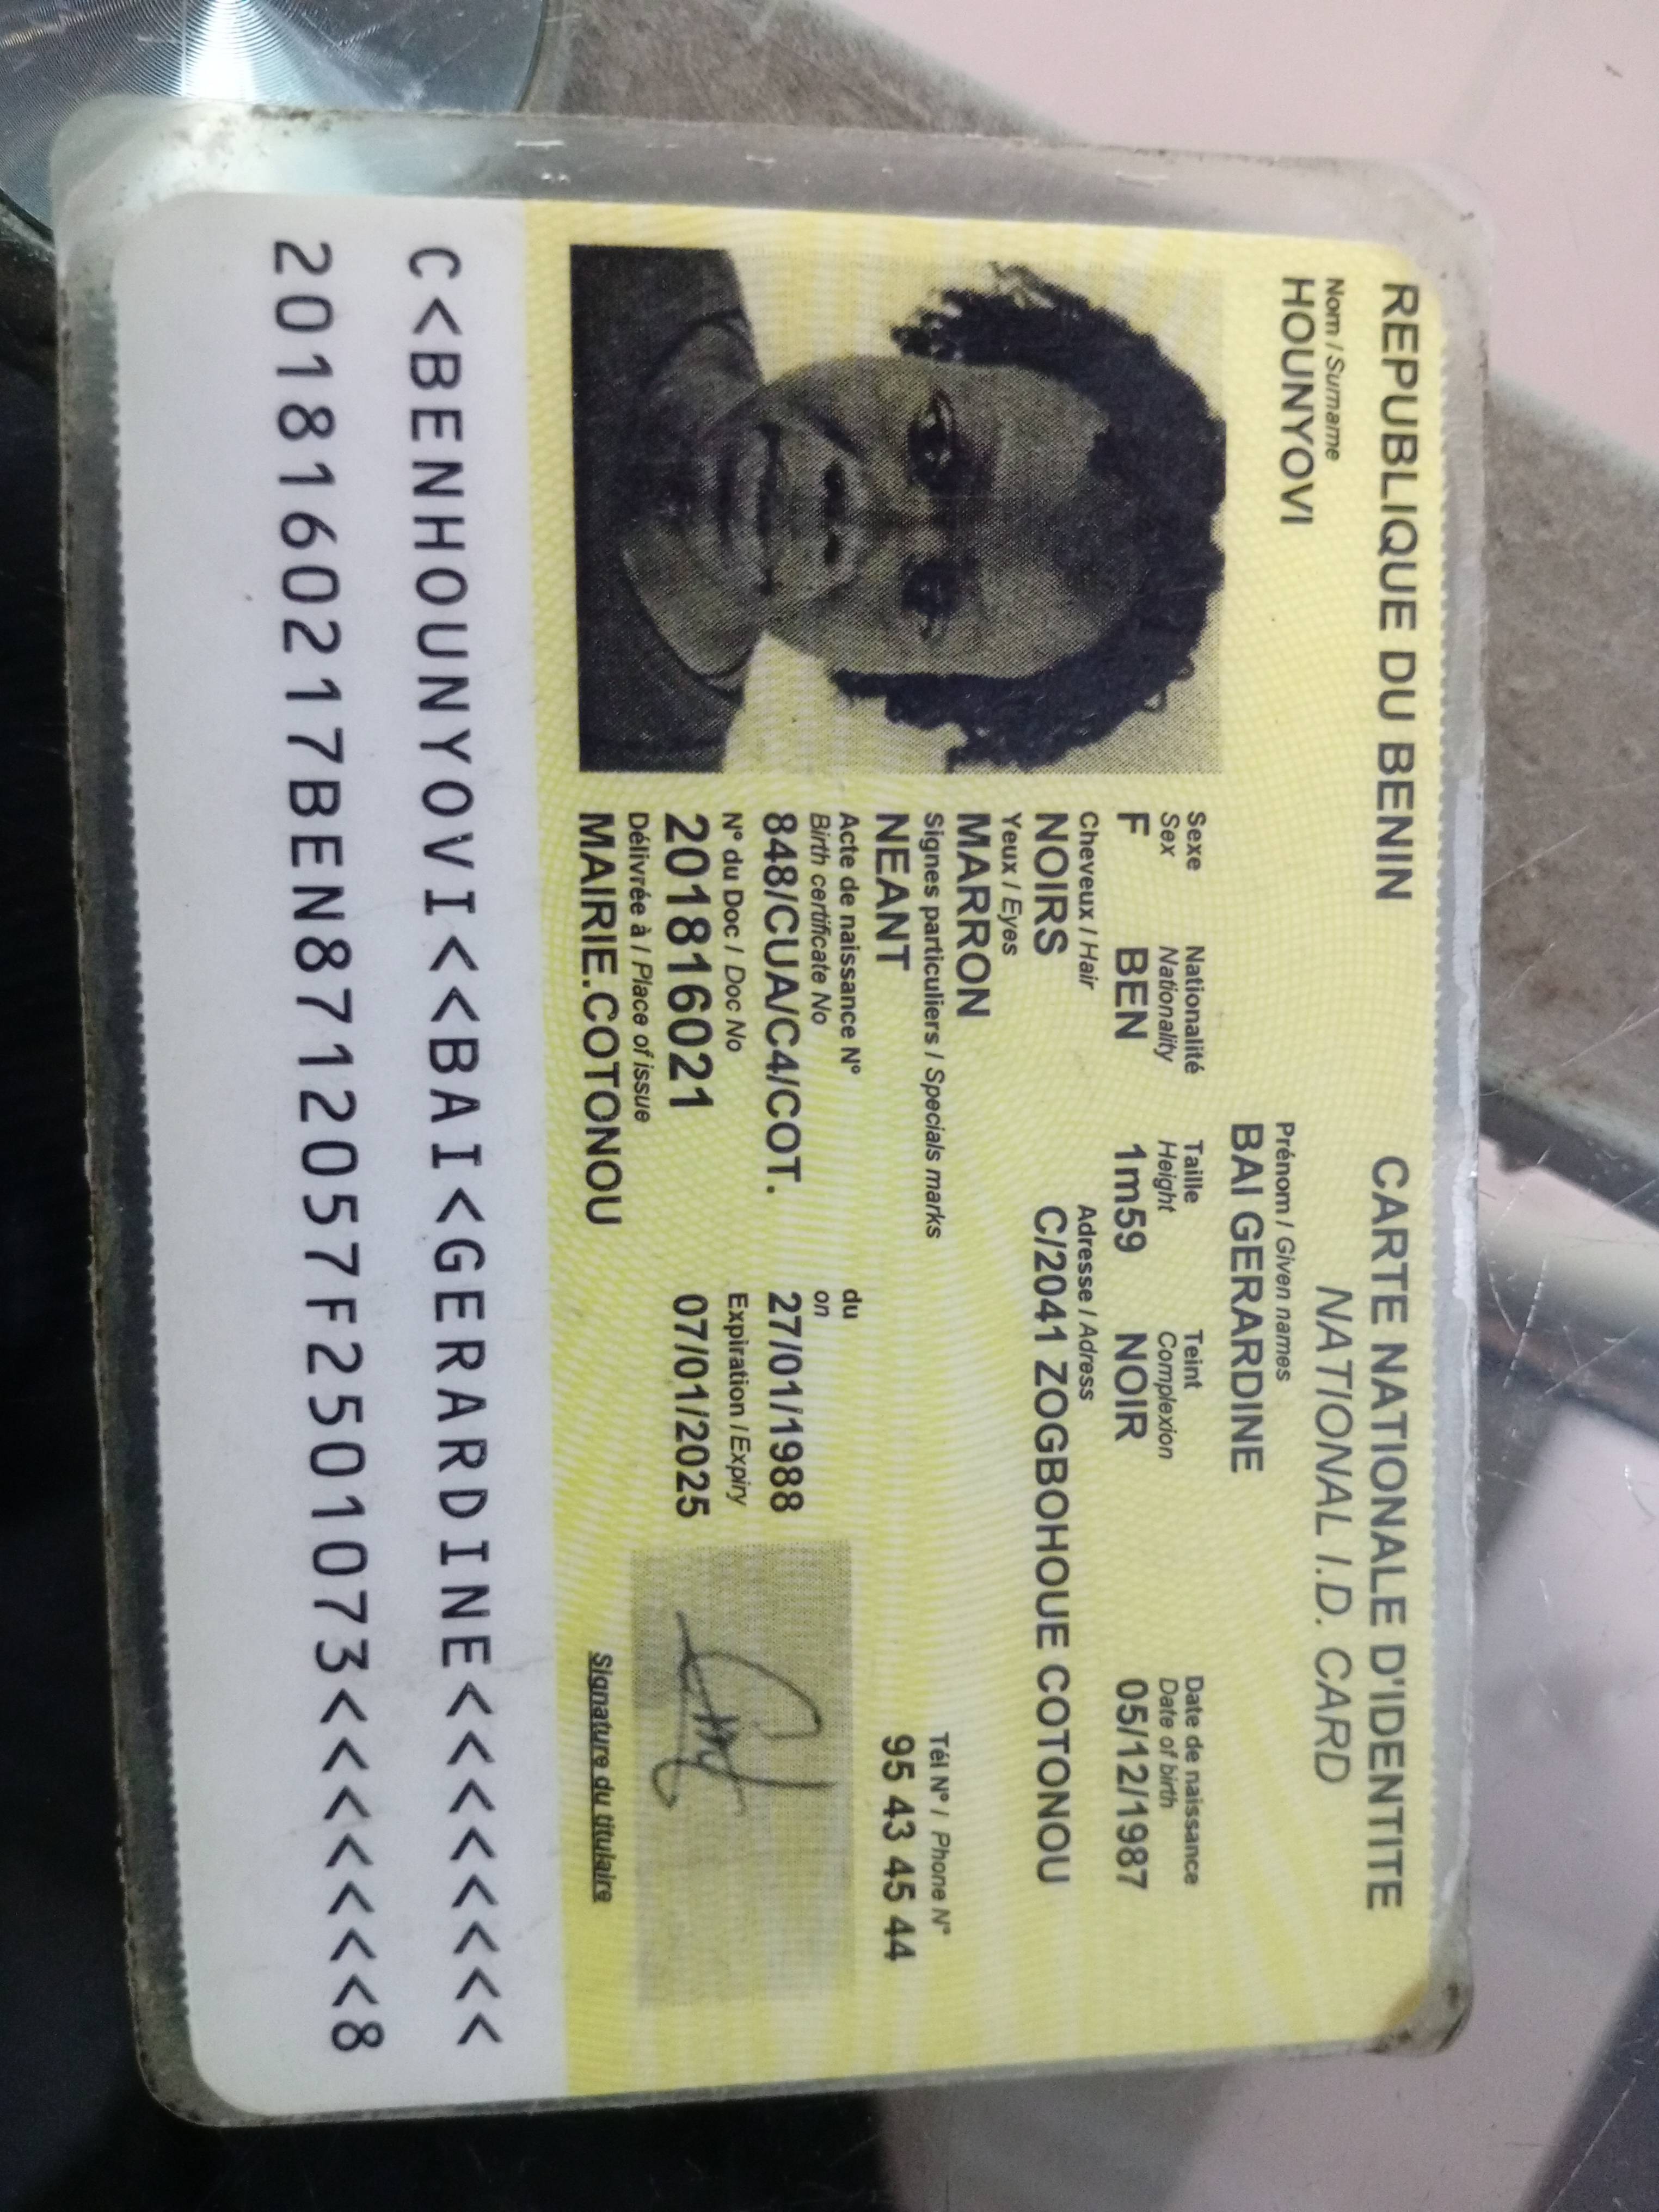 REPUBLIQUE DU BENIN
CARTE NATIONALE D'IDENTITE
NATIONAL I.D. CARD
Nom / Surname
HOUNYOVI
Prénom / Given names
BAI GERARDINE
Sexe Nationalité Taille Teint Date de naissance
Sex Nationality Height Complexion Date of birth
F BEN 1m59 NOIR 05/12/1987
Cheveux / Hair Adresse / Adress
NOIRS C/2041 ZOGBOHOUE COTONOU
Yeux / Eyes
MARRON
Signes particuliers / Specials marks Tél N° / Phone N°
NEANT 95 43 45 44
Acte de naissance N° du
Birth certificate No on
848/CUA/C4/COT. 27/01/1988
N° du Doc / Doc No Expiration / Expiry
201816021 07/01/2025
Délivrée à / Place of issue
MAIRIE.COTONOU
Signature du titulaire
C<BENHOUNYOVI<<BAI<GERARDINE<<<<<<<<
2018160217BEN8712057F2501073<<<<<<<8